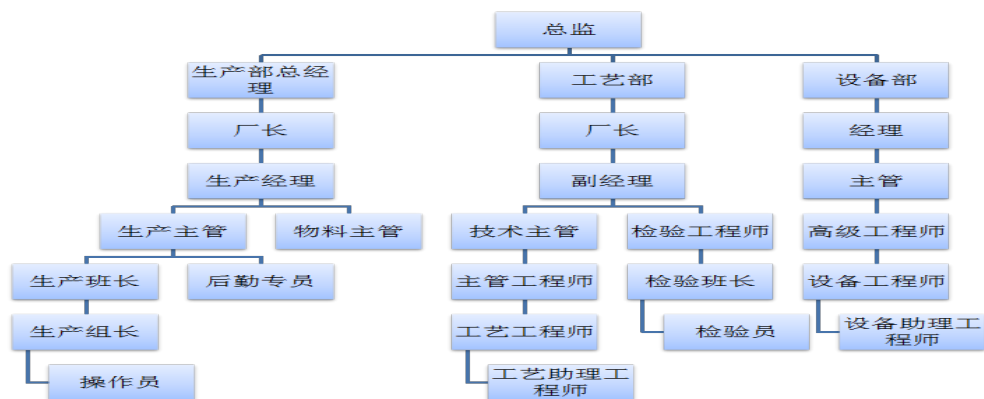 总监
生产部总经
理
工艺部
设备部
厂长
厂长
经理
生产经理
副经理
主管
生产主管
物料主管
技术主管
检验工程师
高级工程师
生产班长
后勤专员
主管工程师
检验班长
设备工程师
生产组长
工艺工程师
检验员
设备助理工
程师
操作员
工艺助理工
程师